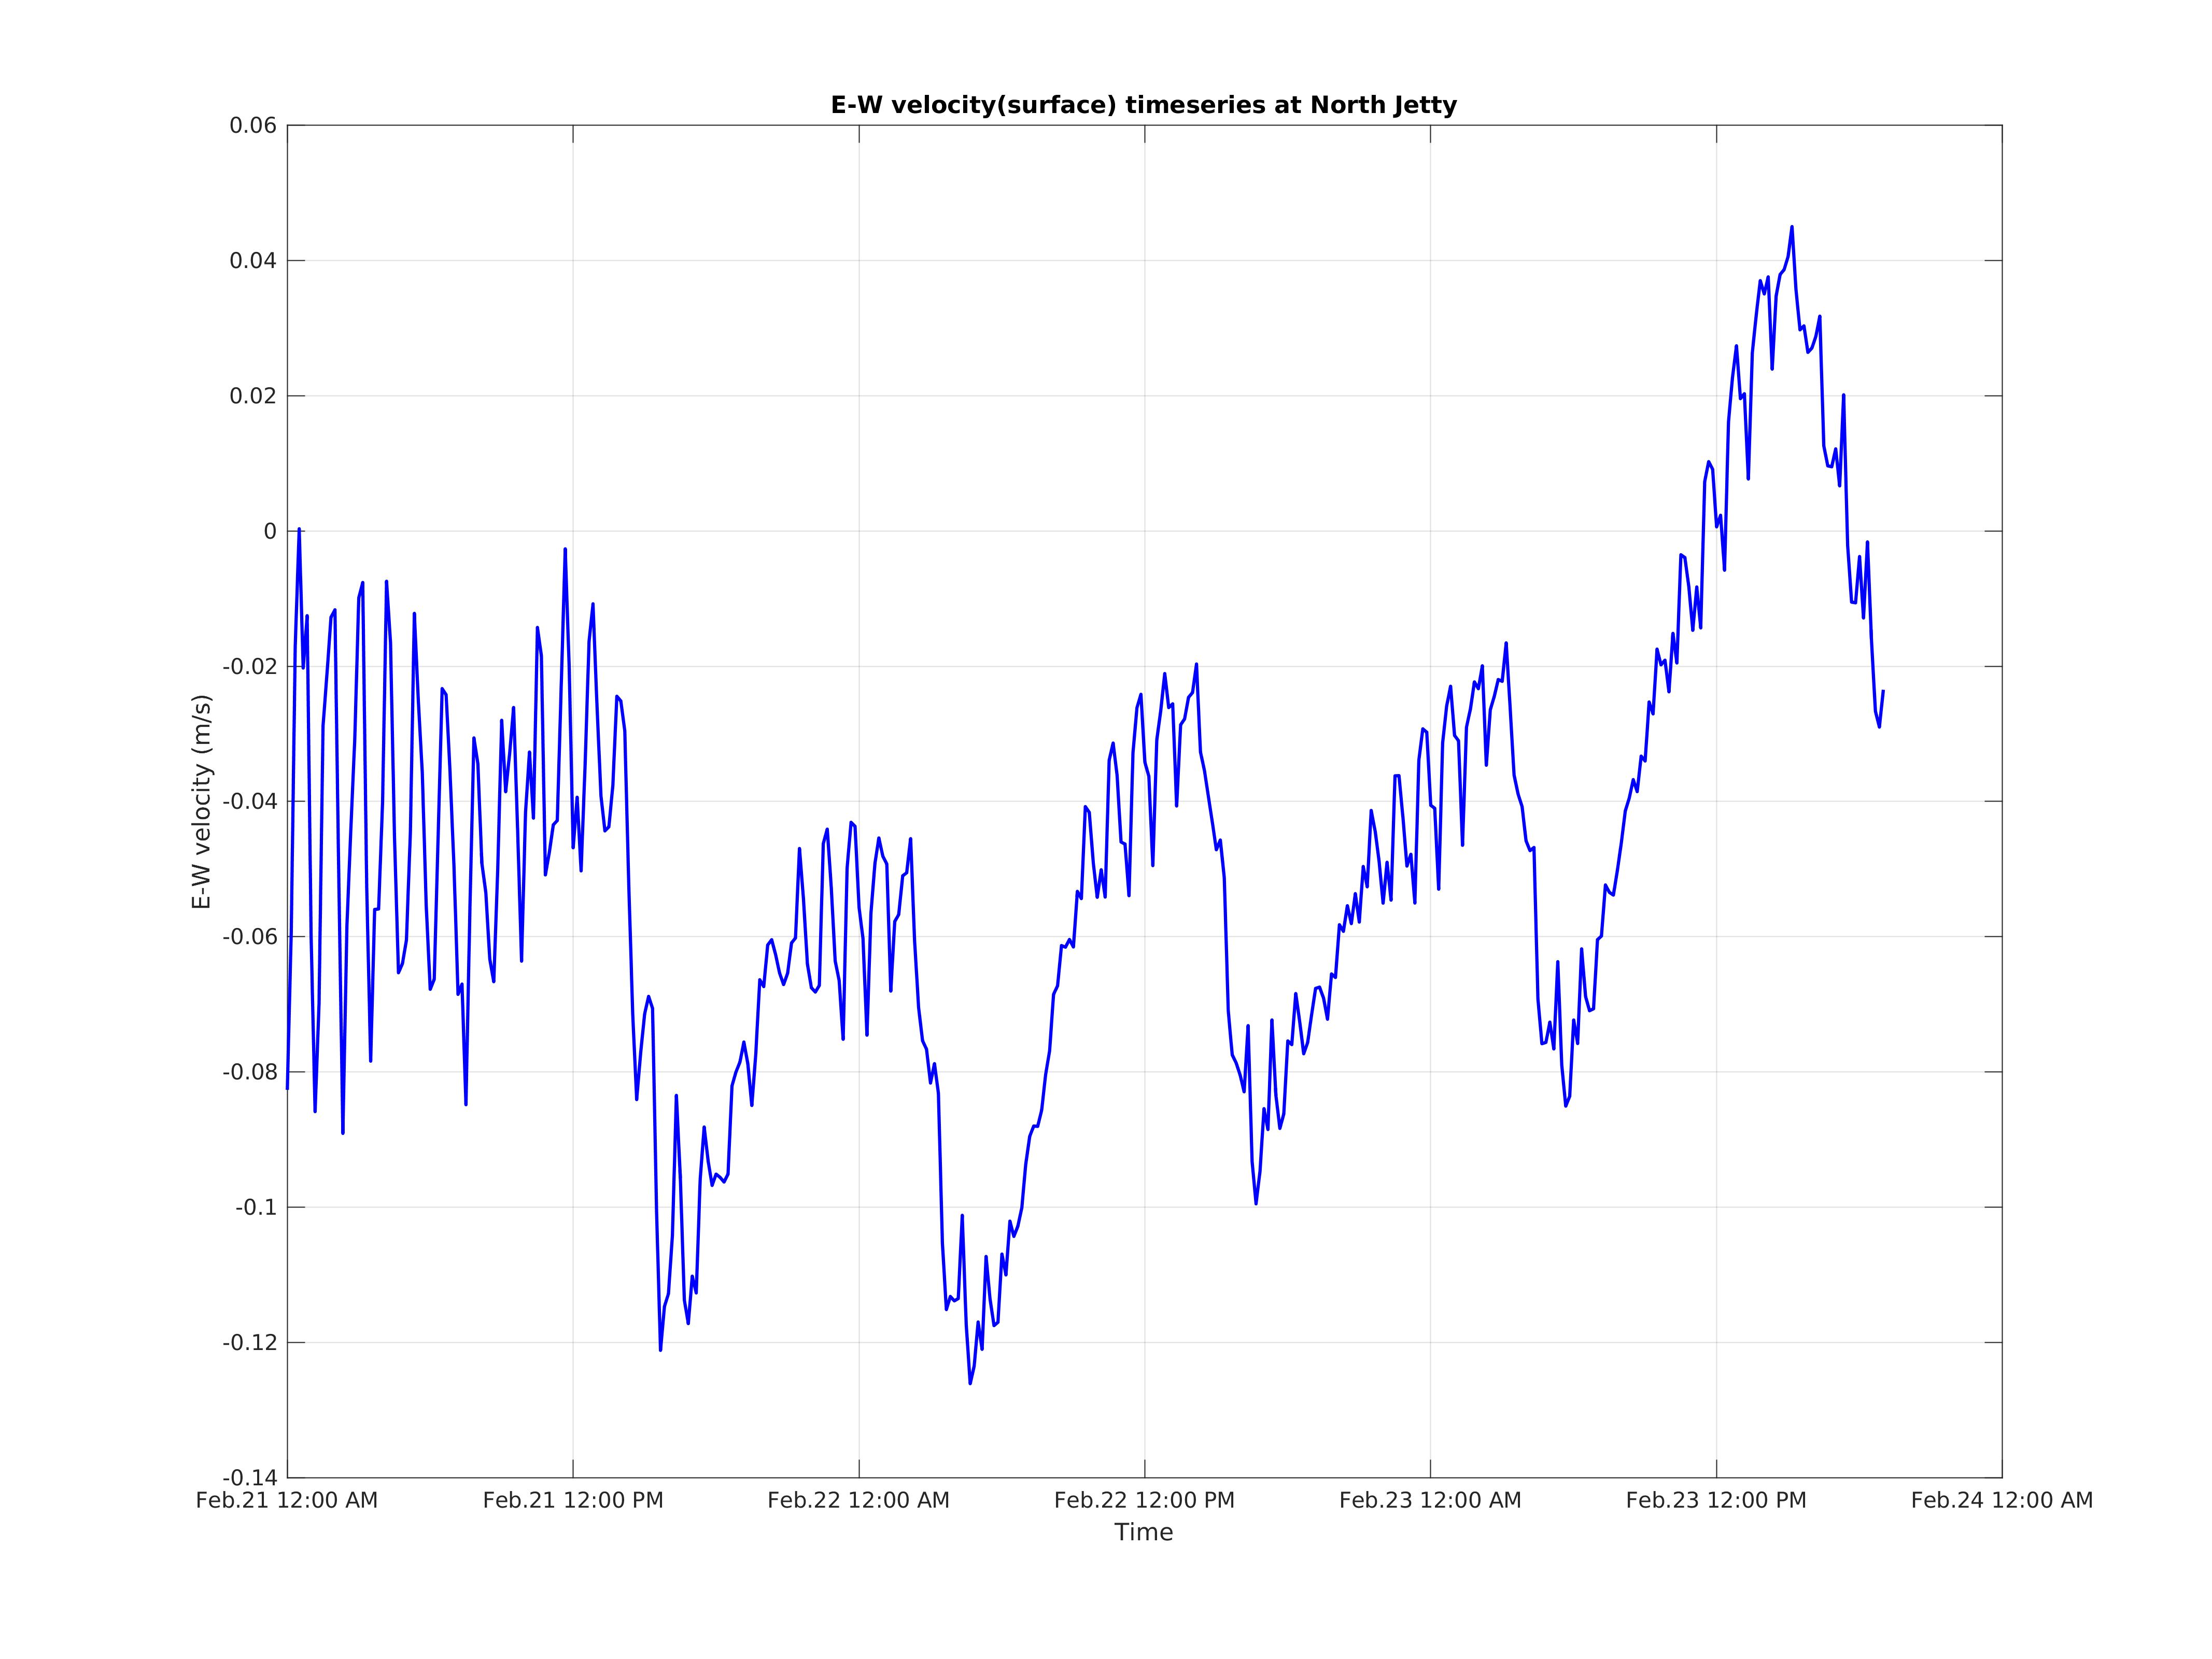 E-W velocity(surface) timeseries at North Jetty
0.06
0.04
0.02
0
-0.02
-0.04
-0.06
-0.08
-0.1
-0.12
-0.14
E-W velocity (m/s)
Feb.21 12:00 AM Feb.21 12:00 PM Feb.22 12:00 AM Feb.22 12:00 PM Feb.23 12:00 AM Feb.23 12:00 PM Feb.24 12:00 AM
Time